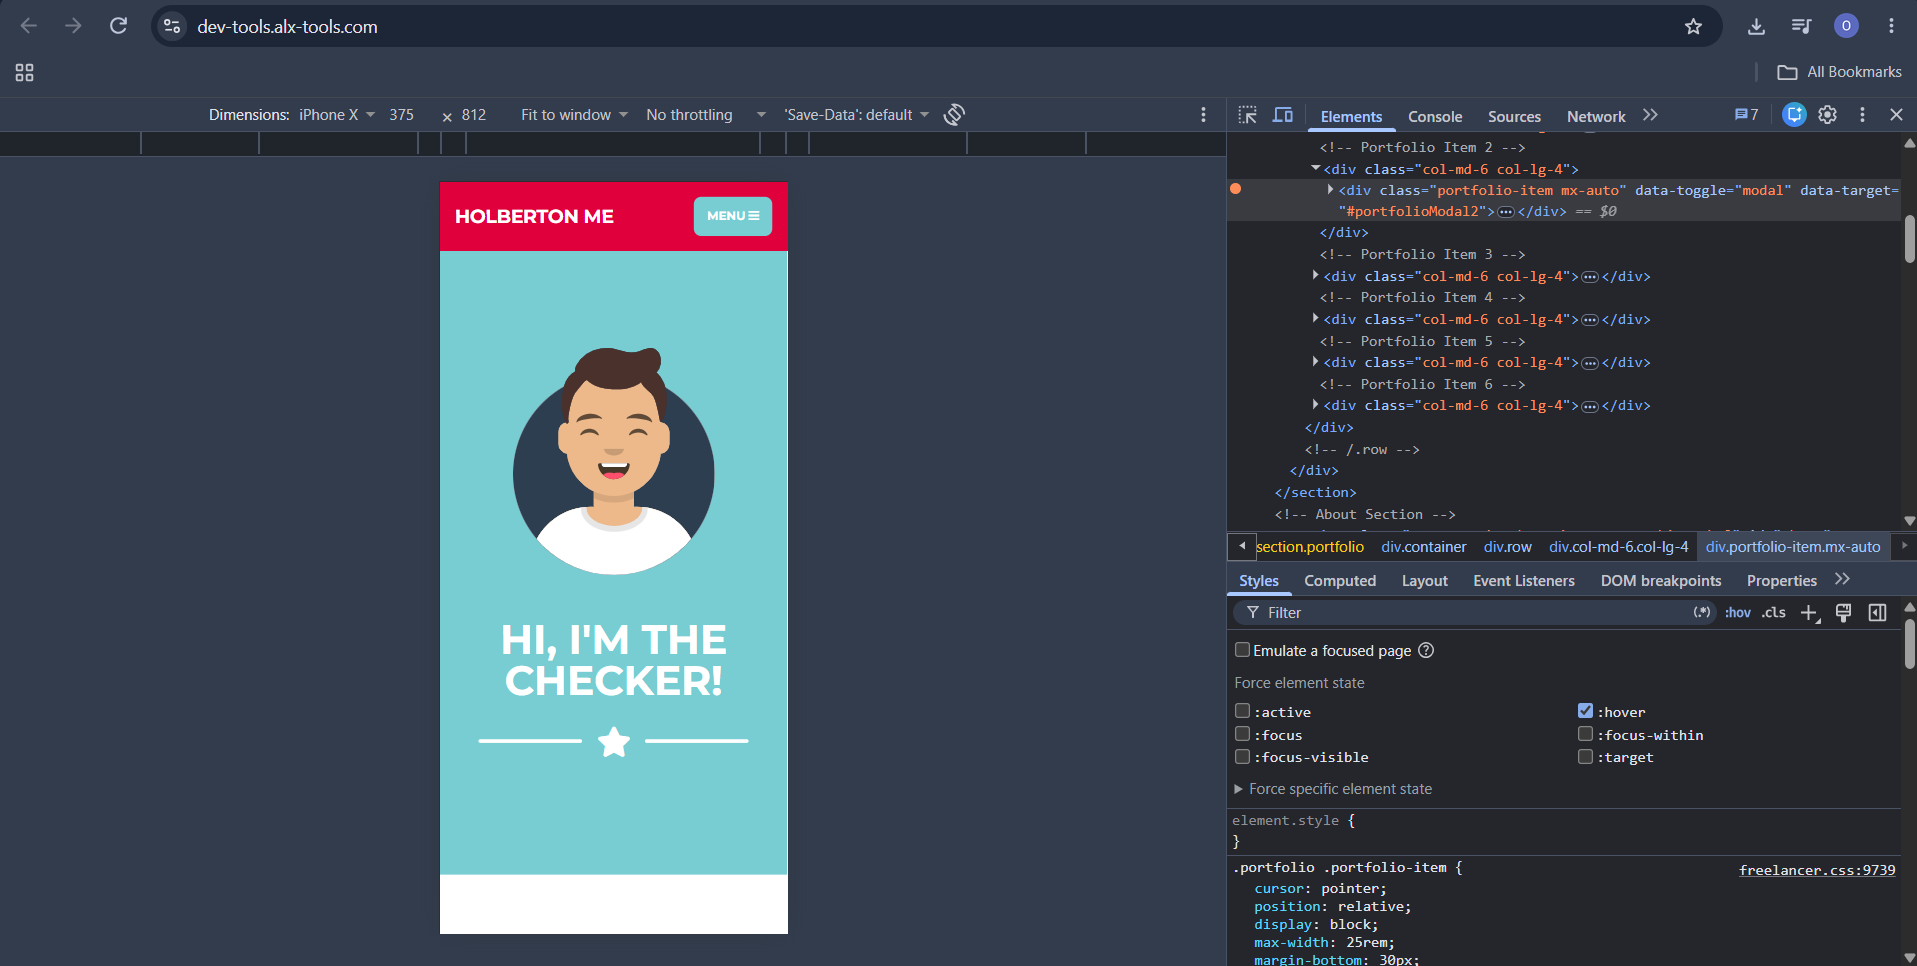 dev-tools.alx-tools.com
O
All Bookmarks
Dimensions: iPhone X 375 × 812 Fit to window No throttling 'Save-Data': default
Elements Console Sources Network 7
HOLBERTON ME
MENU
HI, I'M THE
CHECKER!
<!-- Portfolio Item 2 -->
<div class="col-md-6 col-lg-4">
<div class="portfolio-item mx-auto" data-toggle="modal" data-target=
"#portfolioModal2">…</div> == $0
</div>
<!-- Portfolio Item 3 -->
<div class="col-md-6 col-lg-4">…</div>
<!-- Portfolio Item 4 -->
<div class="col-md-6 col-lg-4">…</div>
<!-- Portfolio Item 5 -->
<div class="col-md-6 col-lg-4">…</div>
<!-- Portfolio Item 6 -->
<div class="col-md-6 col-lg-4">…</div>
</div>
<!-- /.row -->
</div>
</section>
<!-- About Section -->
section.portfolio div.container div.row div.col-md-6.col-lg-4 div.portfolio-item.mx-auto
Styles Computed Layout Event Listeners DOM breakpoints Properties
Filter (.*) :hov .cls
Emulate a focused page ?
Force element state
:active :hover
:focus :focus-within
:focus-visible :target
Force specific element state
element.style {
}
.portfolio .portfolio-item { freelancer.css:9739
cursor: pointer;
position: relative;
display: block;
max-width: 25rem;
margin-bottom: 30px;